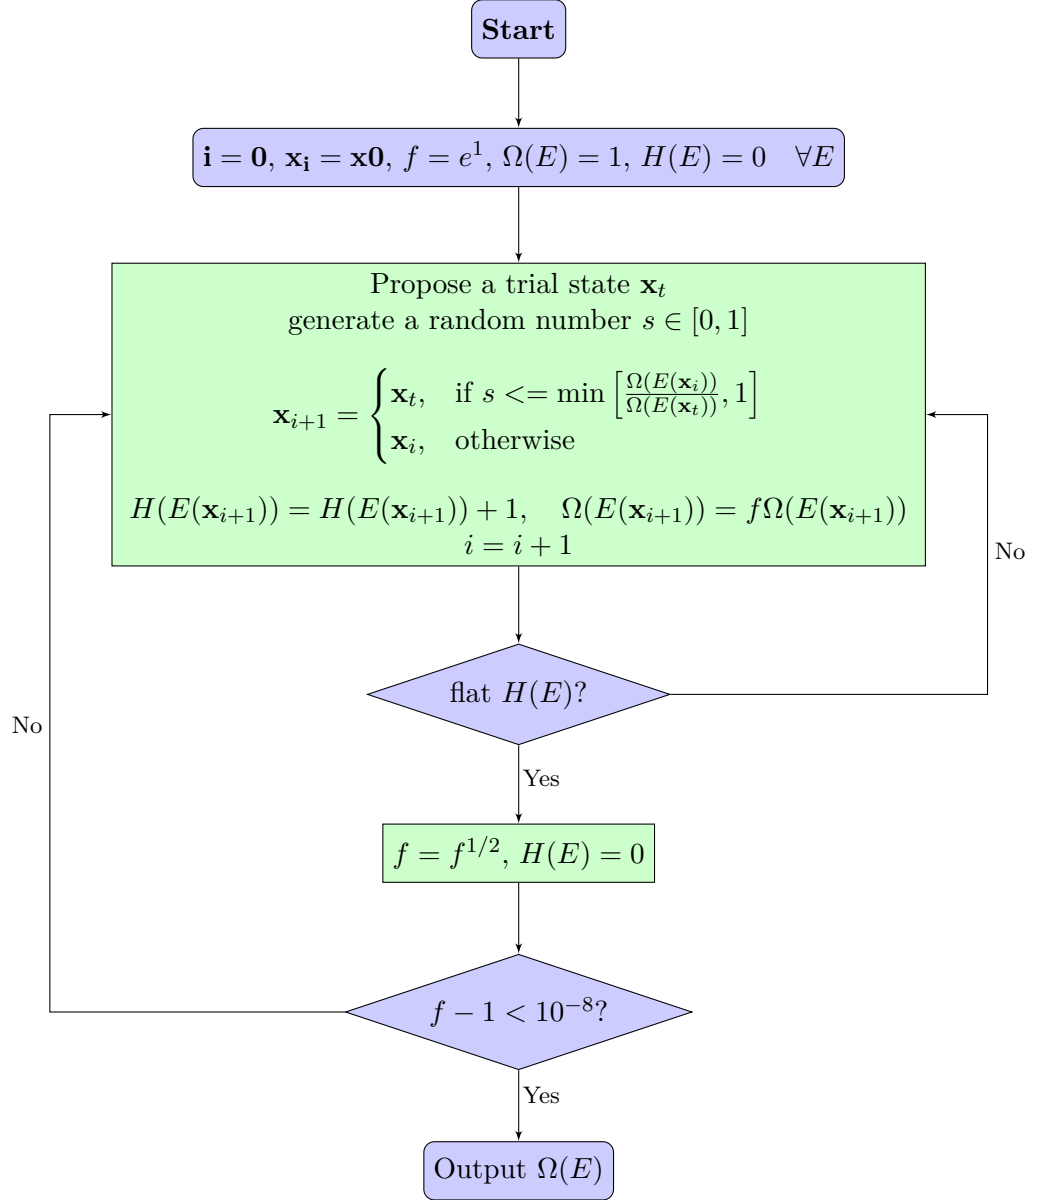 Start
i = 0, x_i = x0, f = e^1, Ω(E) = 1, H(E) = 0 ∀E
Propose a trial state x_t
generate a random number s ∈ [0, 1]
x_{i+1} = { x_t, if s <= min [ Ω(E(x_i)) / Ω(E(x_t)) , 1 ]
x_i, otherwise
H(E(x_{i+1})) = H(E(x_{i+1})) + 1, Ω(E(x_{i+1})) = fΩ(E(x_{i+1}))
i = i + 1
No
flat H(E)?
No
Yes
f = f^{1/2}, H(E) = 0
f − 1 < 10^{−8}?
Yes
Output Ω(E)